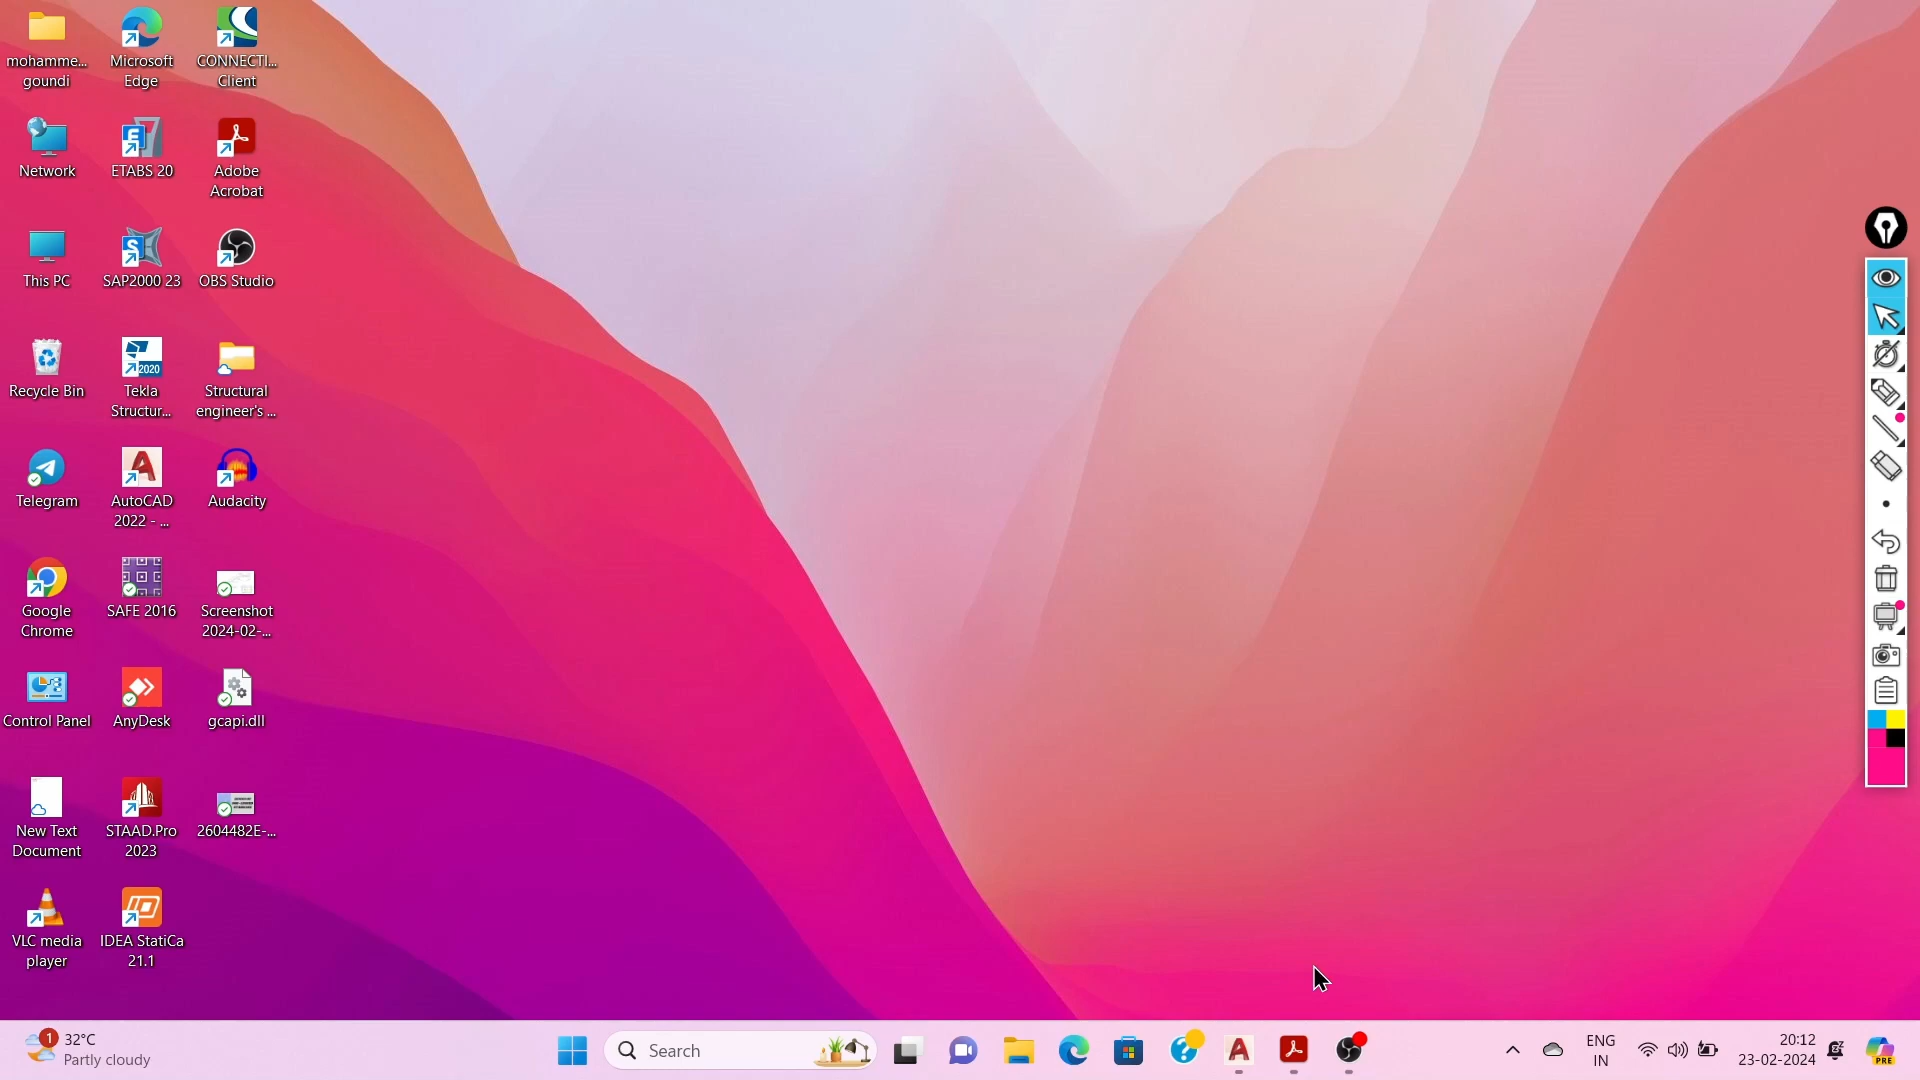 mohamme...
goundi
Microsoft
Edge
CONNECTI...
Client
Network
ETABS 20
Adobe
Acrobat
This PC
SAP2000 23
OBS Studio
Recycle Bin
2020
Tekla
Structur...
Structural
engineer's ...
Telegram
AutoCAD
2022 - ...
Audacity
Google
Chrome
SAFE 2016
Screenshot
2024-02-...
Control Panel
AnyDesk
gcapi.dll
New Text
Document
STAAD.Pro
2023
2604482E-...
VLC media
player
IDEA StatiCa
21.1
1
32°C
Partly cloudy
Search
ENG
IN
20:12
23-02-2024
PRE